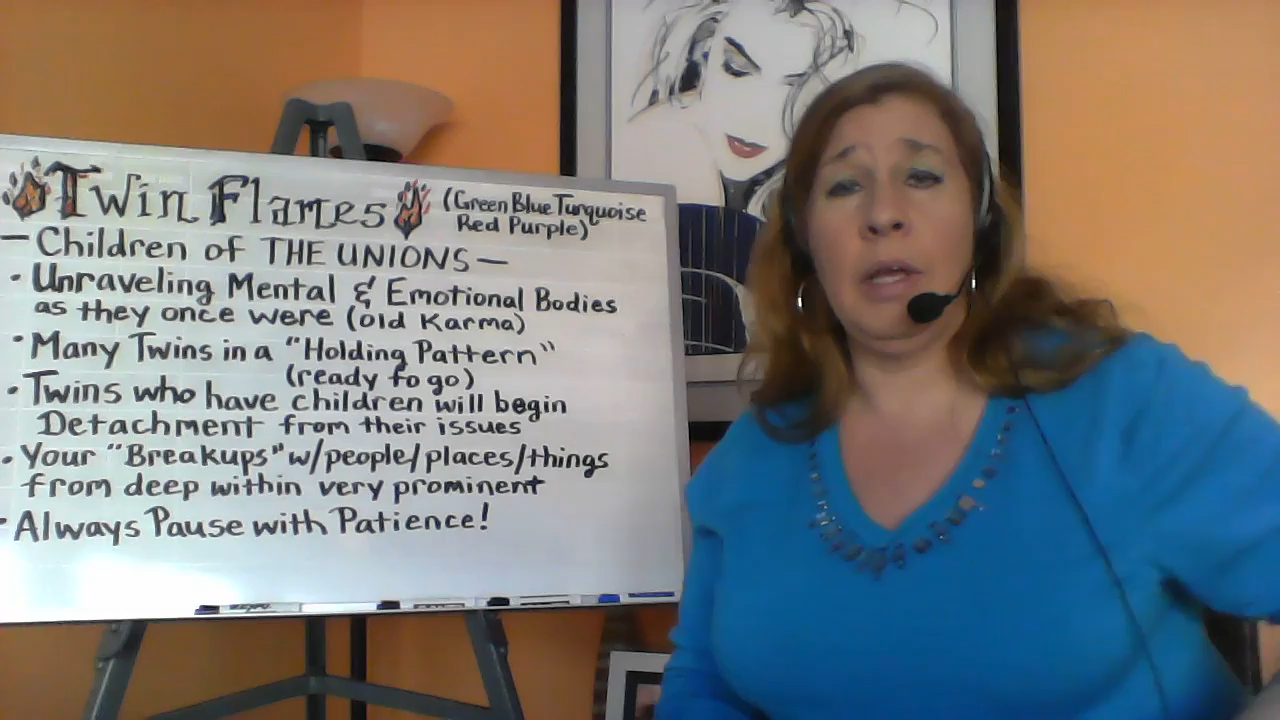 Twin Flames (Green Blue Turquoise
Red Purple)
— Children of THE UNIONS —
• Unraveling Mental & Emotional Bodies
as they once were (old Karma)
• Many Twins in a "Holding Pattern"
(ready to go)
• Twins who have children will begin
Detachment from their issues
• Your "Breakups" w/people/places/things
from deep within very prominent
• Always Pause with Patience!